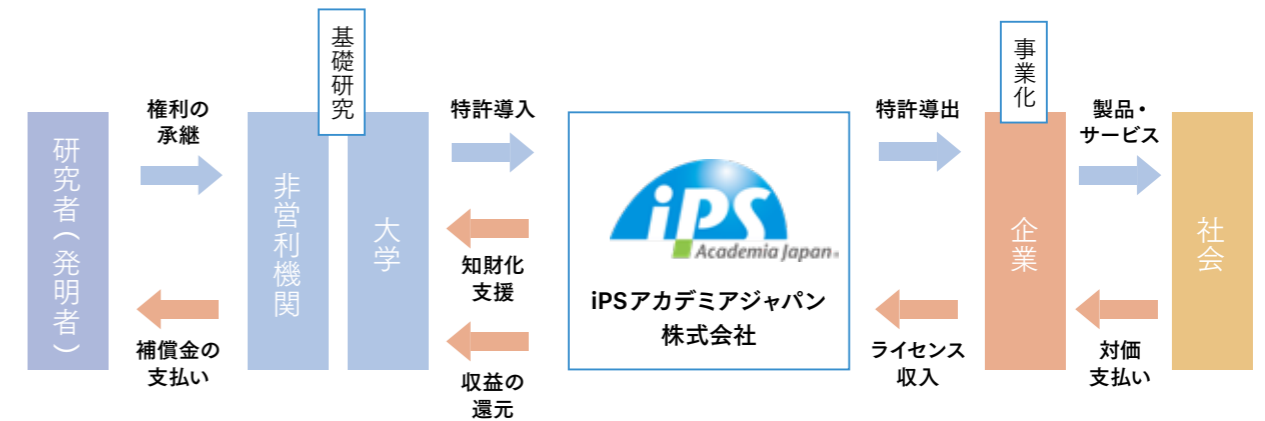 基礎研究
事業化
研究者(発明者)
権利の
承継
補償金の
支払い
非営利機関
大学
特許導入
知財化
支援
収益の
還元
iPS
Academia Japan
iPSアカデミアジャパン
株式会社
特許導出
ライセンス
収入
企業
製品・
サービス
対価
支払い
社会